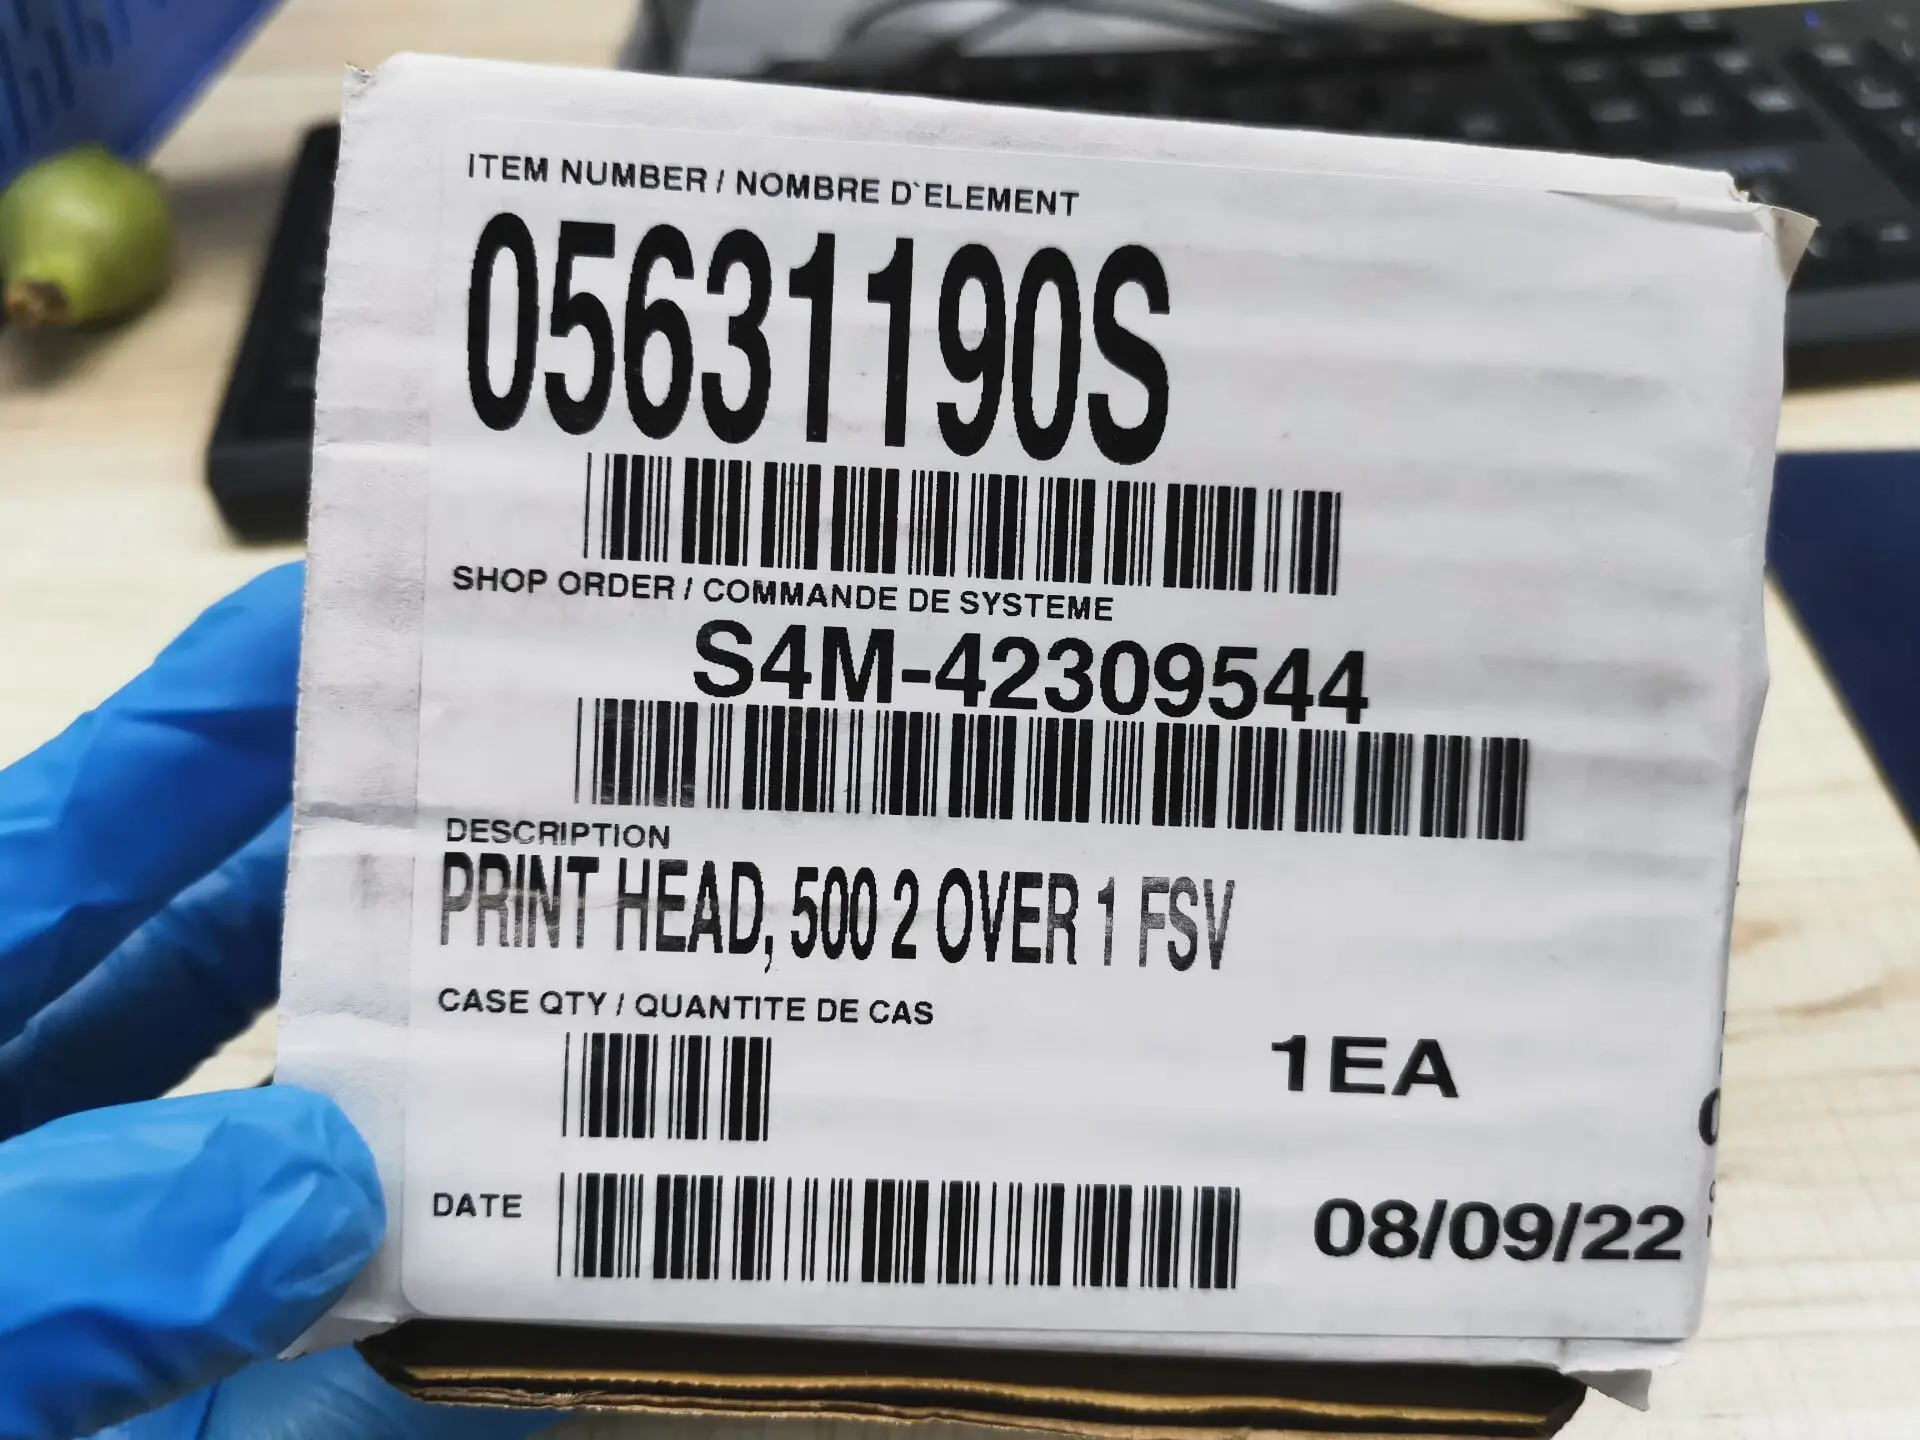 ITEM NUMBER / NOMBRE D`ELEMENT
05631190S
SHOP ORDER / COMMANDE DE SYSTEME
S4M-42309544
DESCRIPTION
PRINT HEAD, 500 2 OVER 1 FSV
CASE QTY / QUANTITE DE CAS
1EA
DATE 08/09/22